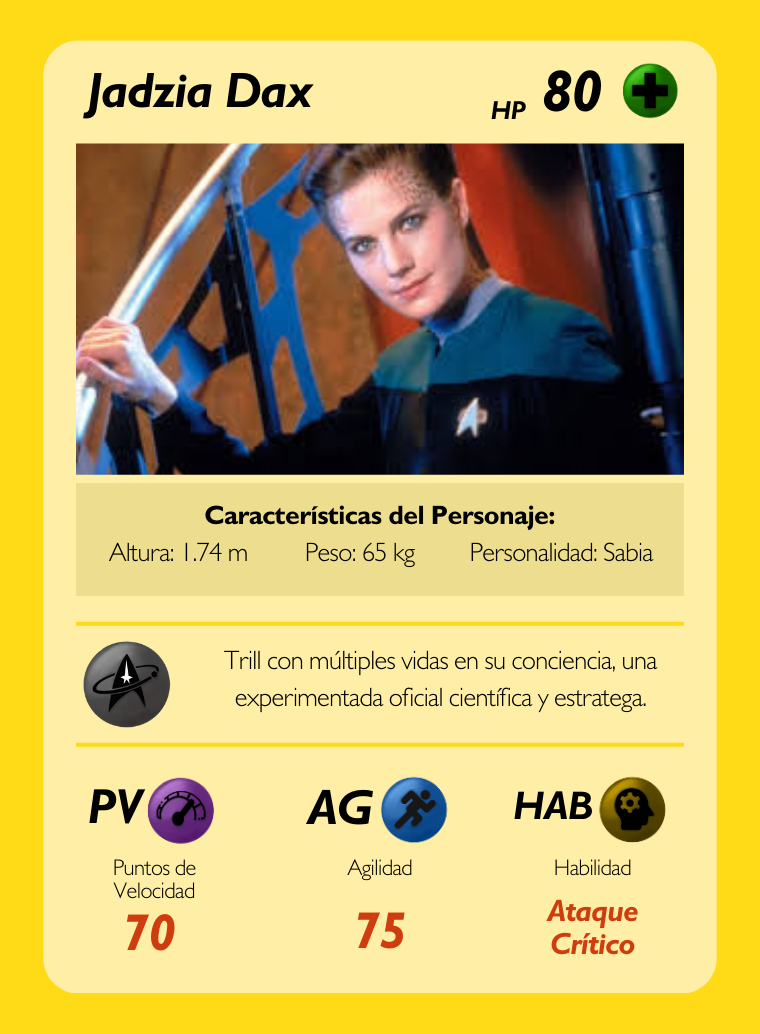 Jadzia Dax
HP 80
Características del Personaje:
Altura: 1.74 m Peso: 65 kg Personalidad: Sabia
Trill con múltiples vidas en su conciencia, una
experimentada oficial científica y estratega.
PV AG HAB
Puntos de
Velocidad
Agilidad
Habilidad
70
75
Ataque
Crítico